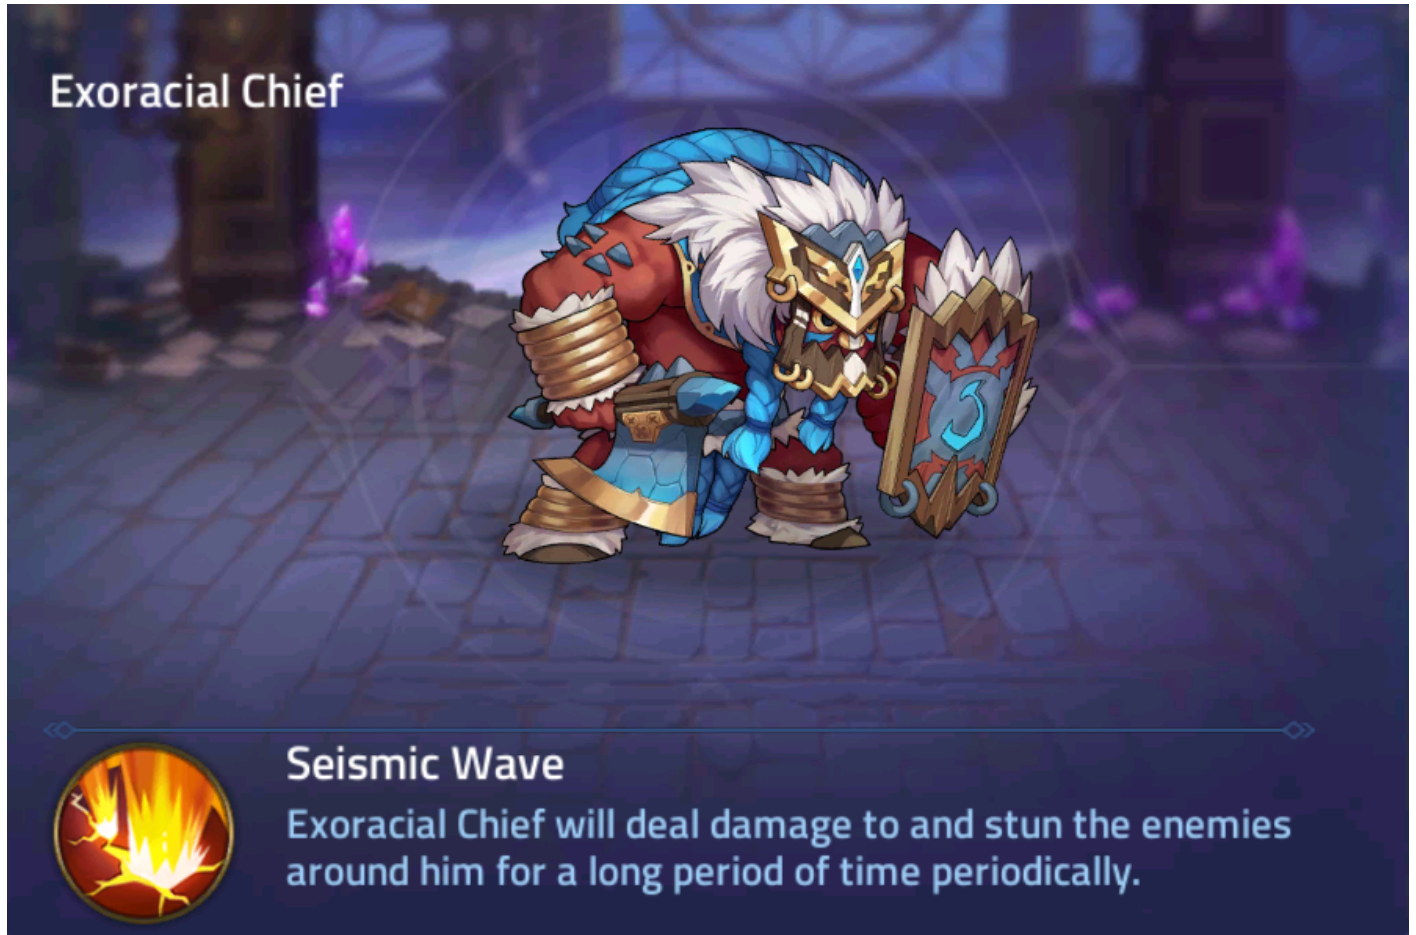 Exoracial Chief
Seismic Wave
Exoracial Chief will deal damage to and stun the enemies
around him for a long period of time periodically.